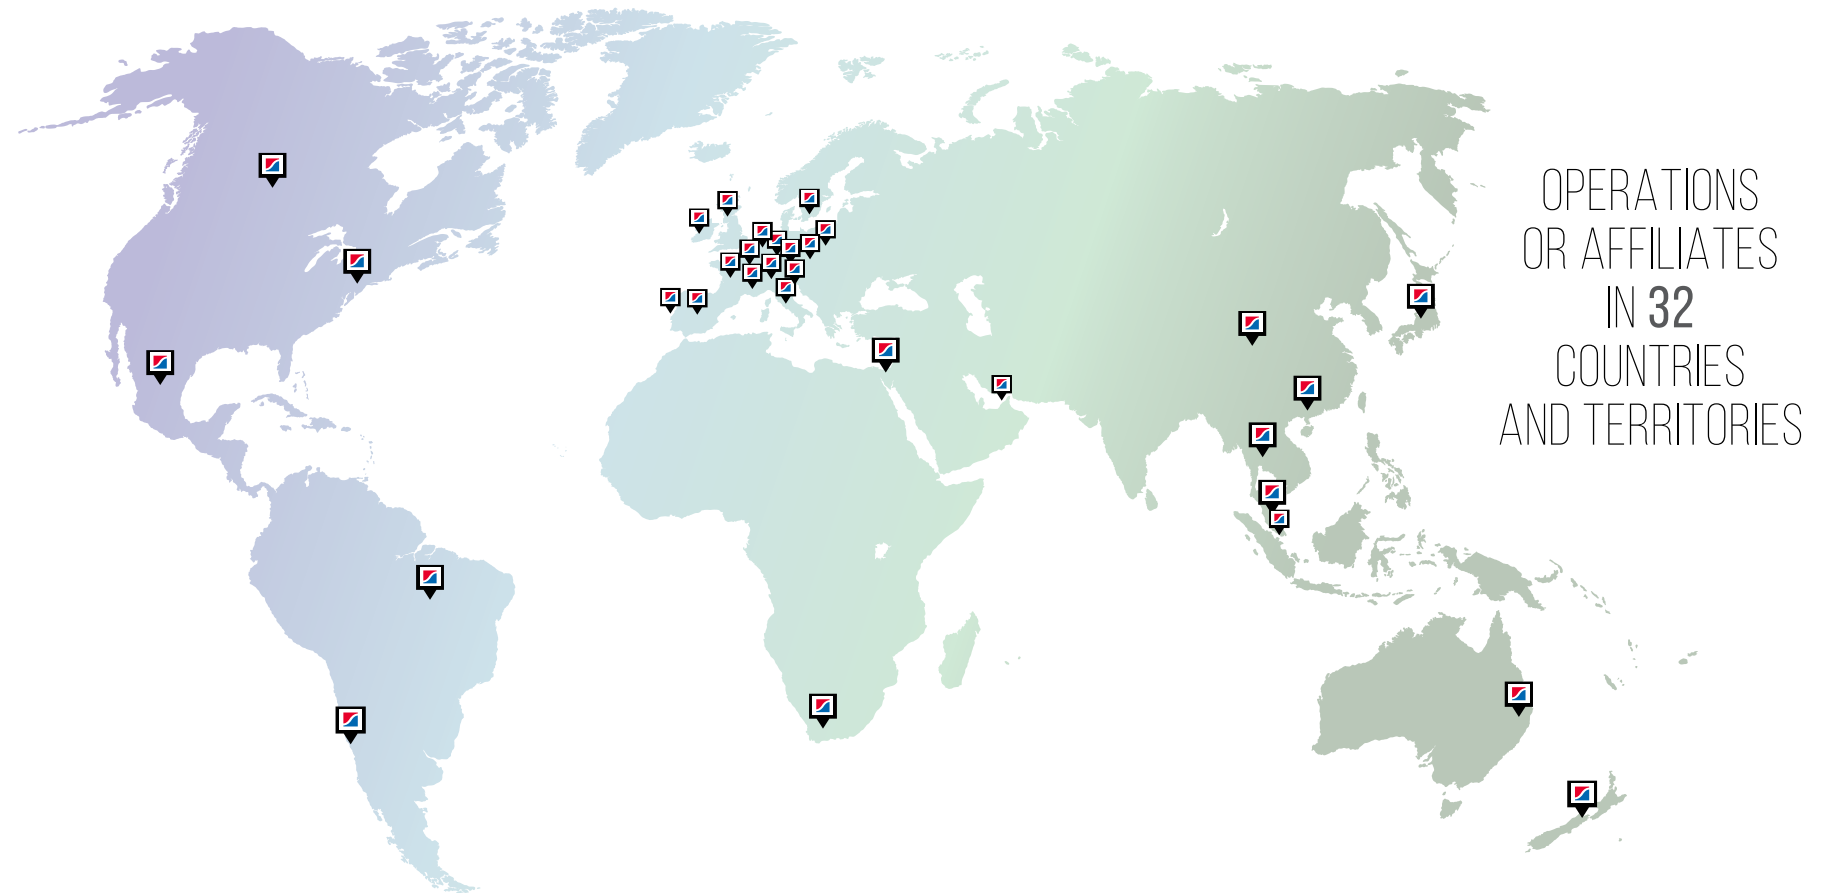 OPERATIONS
OR AFFILIATES
IN 32
COUNTRIES
AND TERRITORIES